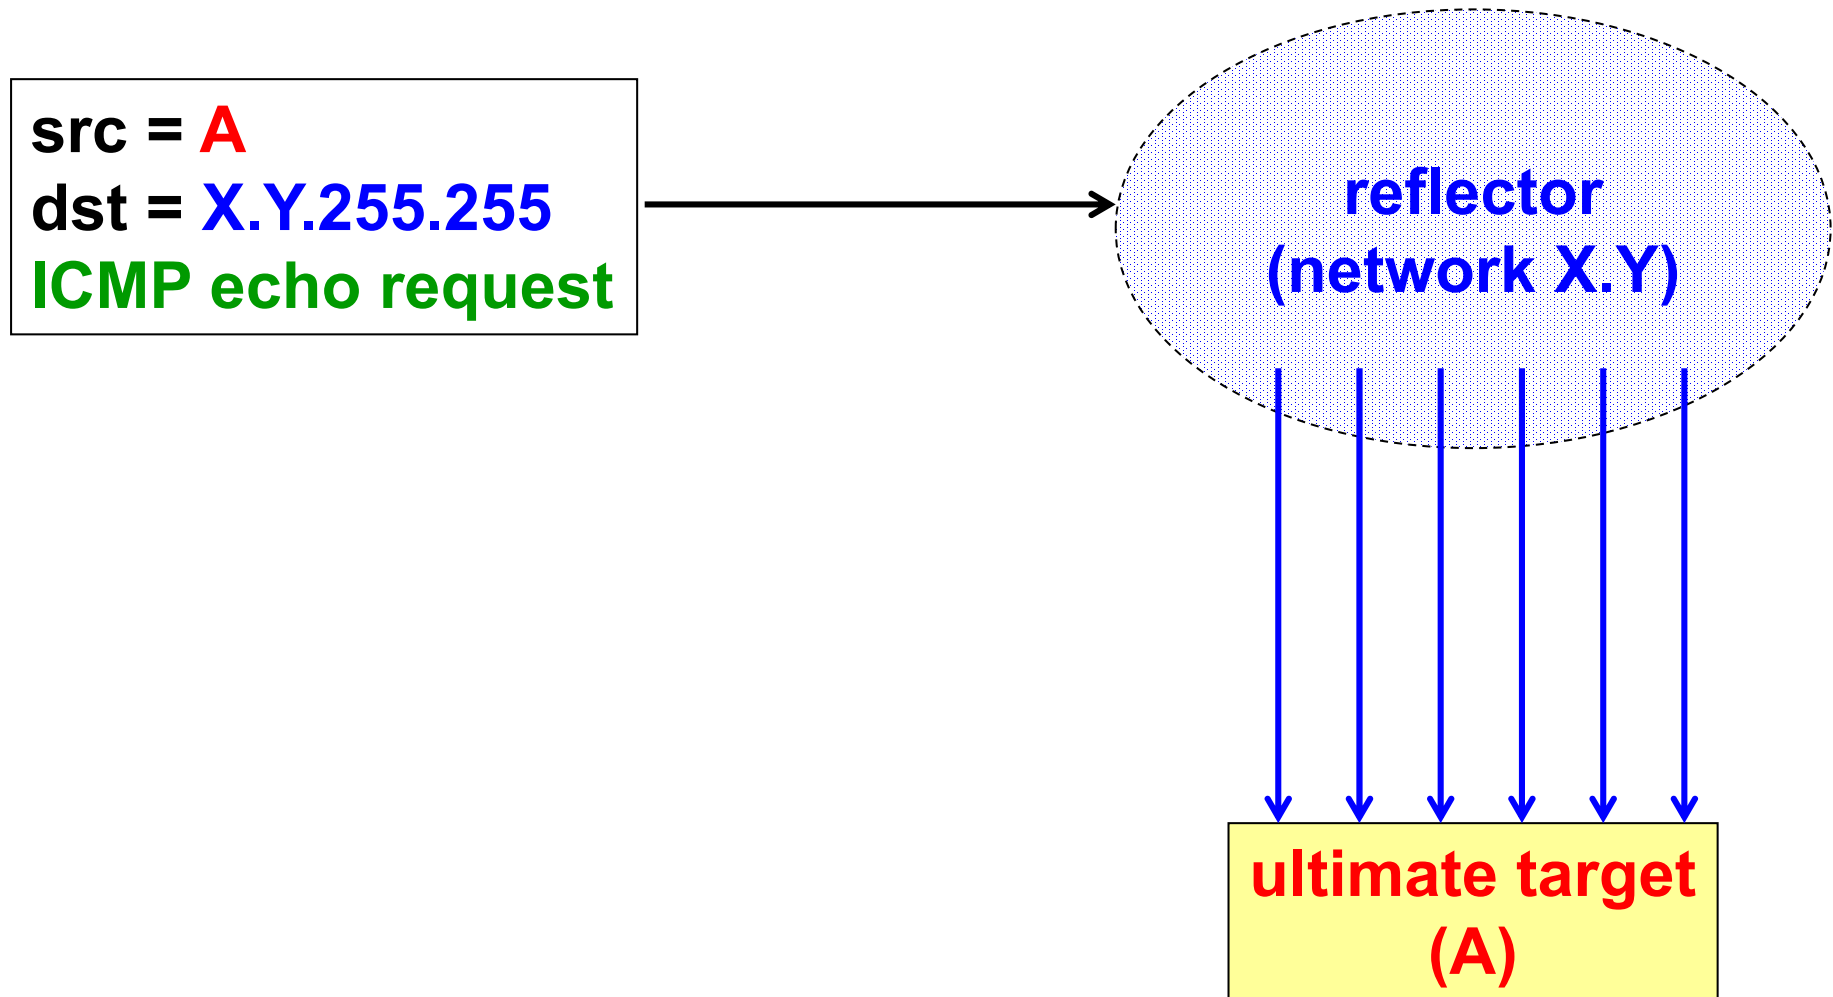 src = A
dst = X.Y.255.255
ICMP echo request
reflector
(network X.Y)
ultimate target
(A)